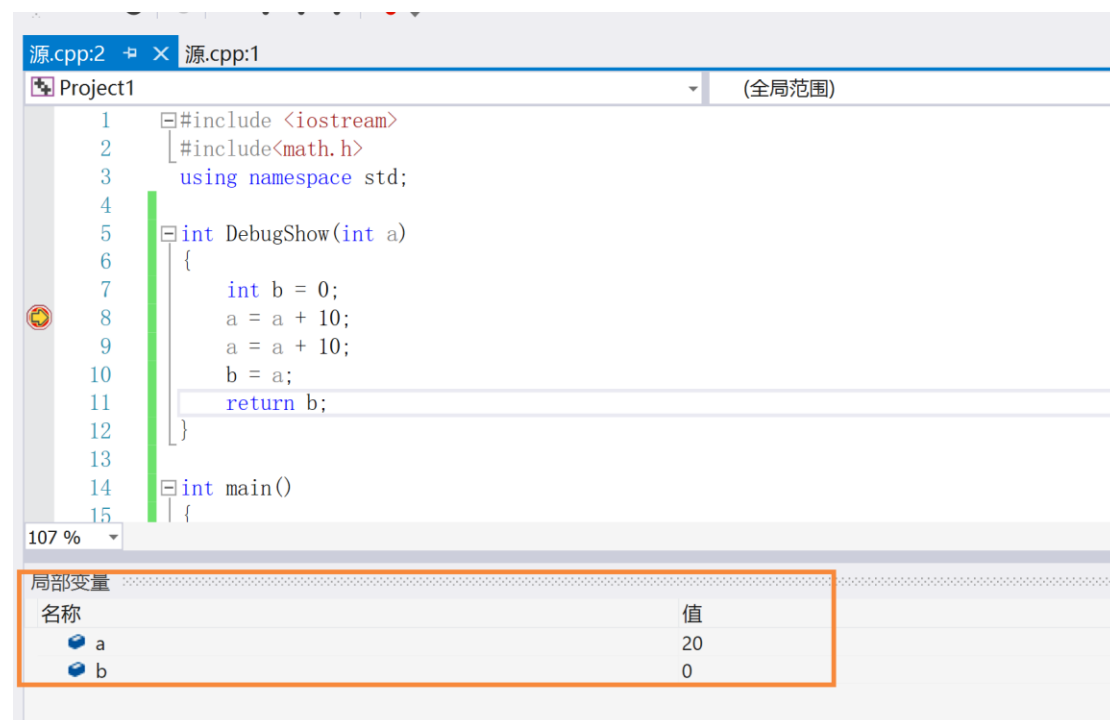 源.cpp:2 源.cpp:1
Project1 (全局范围)
1 #include <iostream>
2 #include<math.h>
3 using namespace std;
4
5 int DebugShow(int a)
6 {
7 int b = 0;
8 a = a + 10;
9 a = a + 10;
10 b = a;
11 return b;
12 }
13
14 int main()
15 {
107 %
局部变量
名称 值
a 20
b 0